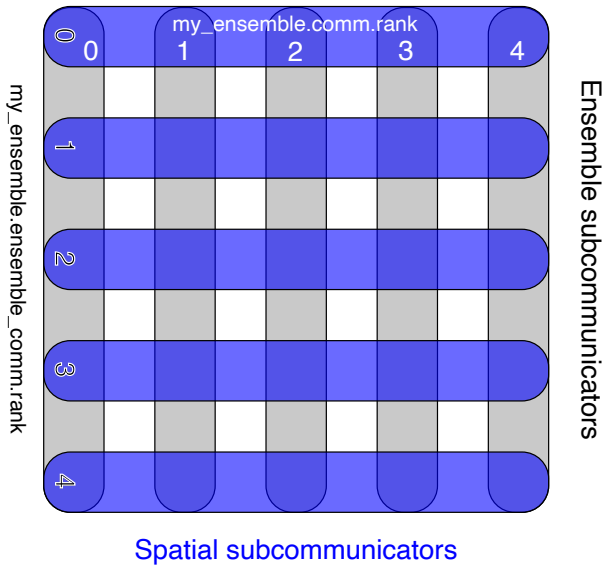 my_ensemble.comm.rank
0 1 2 3 4
0
1
2
3
4
my_ensemble.ensemble_comm.rank
Ensemble subcommunicators
Spatial subcommunicators